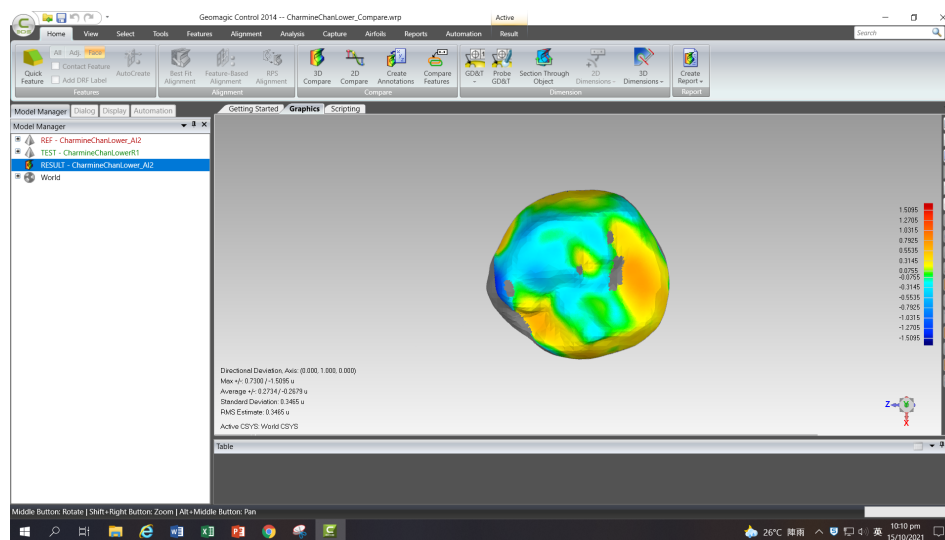 Geomagic Control 2014 -- CharmineChanLower_Compare.wrp
Active
Home View Select Tools Features Alignment Analysis Capture Airfoils Reports Automation Result
Search
Quick Feature
All Adj. Face
Contact Feature
Add DRF Label
AutoCreate
Features
Best Fit Alignment
Feature-Based Alignment
RPS Alignment
Alignment
3D Compare
2D Compare
Create Annotations
Compare Features
Compare
GD&T
Probe GD&T
Section Through Object
2D Dimensions
3D Dimensions
Dimension
Create Report
Report
Model Manager Dialog Display Automation
Getting Started Graphics Scripting
Model Manager
REF - CharmineChanLower_AI2
TEST - CharmineChanLowerR1
RESULT - CharmineChanLower_AI2
World
1.5095
1.2705
1.0315
0.7925
0.5535
0.3145
0.0755
-0.0755
-0.3145
-0.5535
-0.7925
-1.0315
-1.2705
-1.5095
Directional Deviation, Axis: (0.000, 1.000, 0.000)
Max +/-: 0.7300 / -1.5095 u
Average +/-: 0.2734 / -0.2679 u
Standard Deviation: 0.3465 u
RMS Estimate: 0.3465 u
Active CSYS: World CSYS
Z
X
Table
Middle Button: Rotate | Shift+Right Button: Zoom | Alt+Middle Button: Pan
26°C 陣雨
英
10:10 pm
15/10/2021